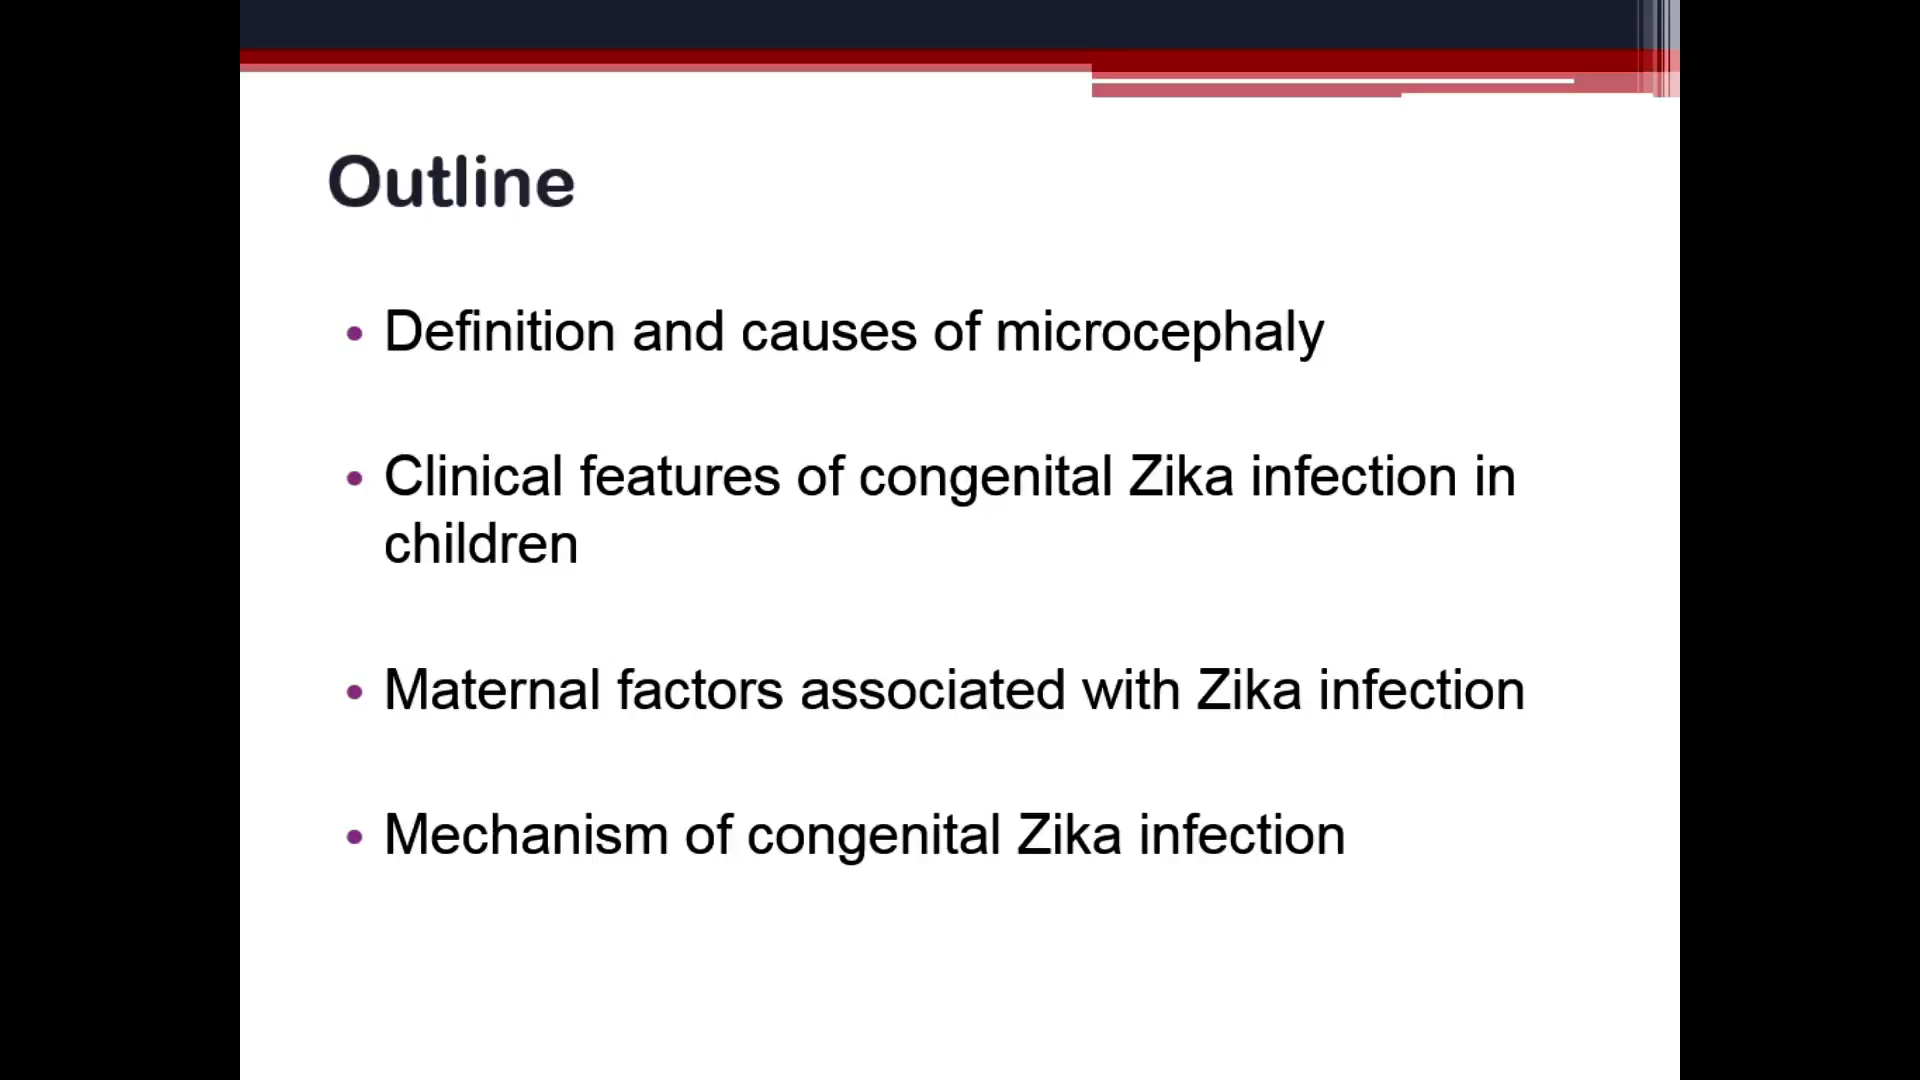 Outline
• Definition and causes of microcephaly
• Clinical features of congenital Zika infection in
children
• Maternal factors associated with Zika infection
• Mechanism of congenital Zika infection